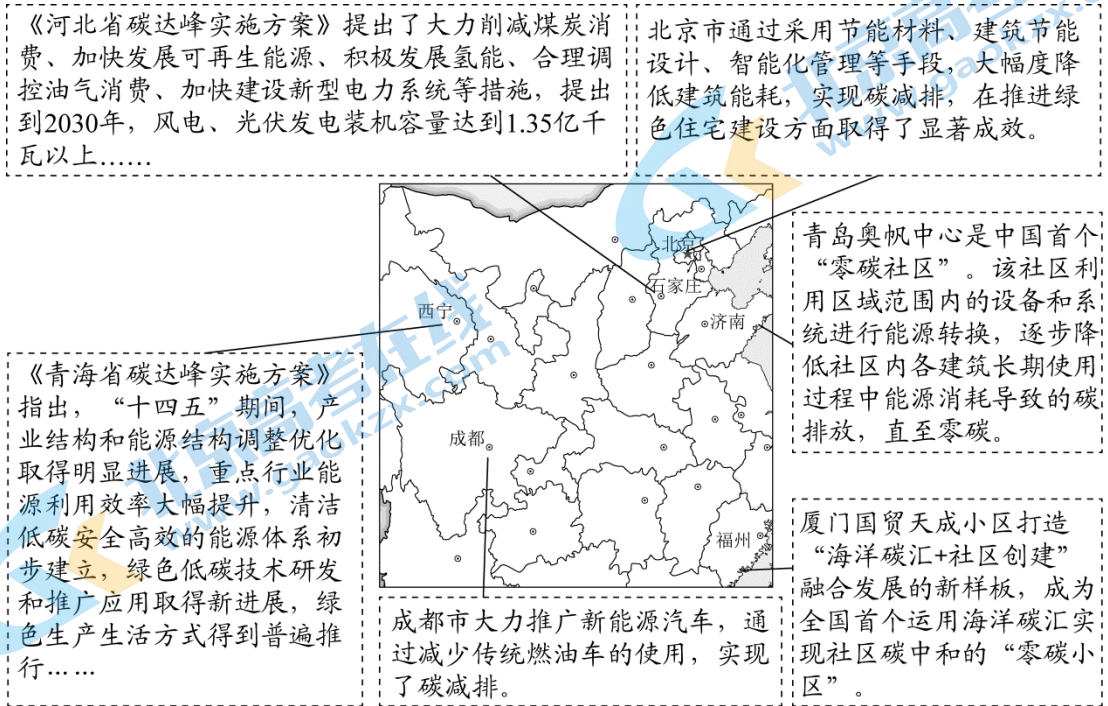 《河北省碳达峰实施方案》提出了大力削减煤炭消
费、加快发展可再生能源、积极发展氢能、合理调
控油气消费、加快建设新型电力系统等措施，提出
到2030年，风电、光伏发电装机容量达到1.35亿千
瓦以上……
北京市通过采用节能材料、建筑节能
设计、智能化管理等手段，大幅度降
低建筑能耗，实现碳减排，在推进绿
色住宅建设方面取得了显著成效。
北京
石家庄
西宁
济南
成都
福州
青岛奥帆中心是中国首个
“零碳社区”。该社区利
用区域范围内的设备和系
统进行能源转换，逐步降
低社区内各建筑长期使用
过程中能源消耗导致的碳
排放，直至零碳。
《青海省碳达峰实施方案》
指出，“十四五”期间，产
业结构和能源结构调整优化
取得明显进展，重点行业能
源利用效率大幅提升，清洁
低碳安全高效的能源体系初
步建立，绿色低碳技术研发
和推广应用取得新进展，绿
色生产生活方式得到普遍推
行……
成都市大力推广新能源汽车，通
过减少传统燃油车的使用，实现
了碳减排。
厦门国贸天成小区打造
“海洋碳汇+社区创建”
融合发展的新样板，成为
全国首个运用海洋碳汇实
现社区碳中和的“零碳小
区”。
北京高考在线
www.gaokzx.com